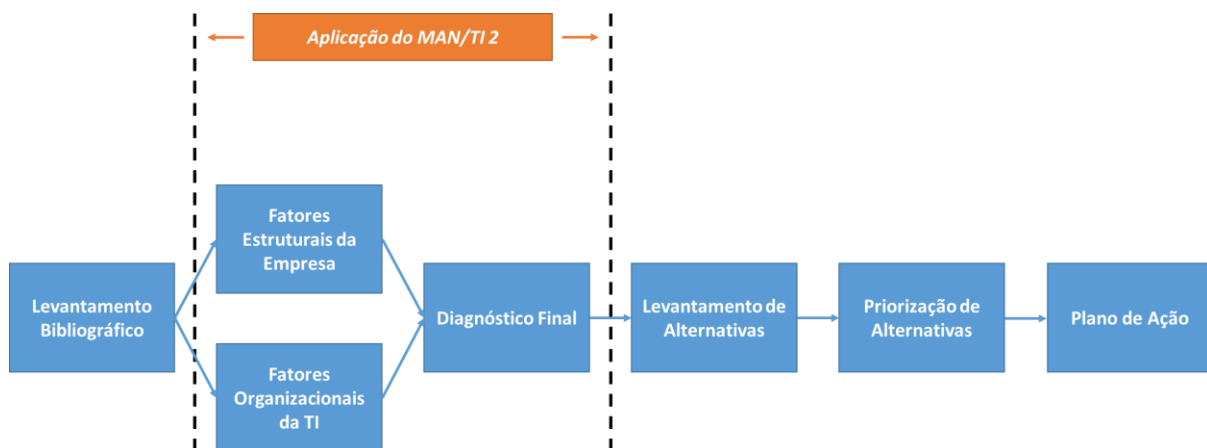 Aplicação do MAN/TI 2
Fatores
Estruturais da
Empresa
Levantamento
Bibliográfico
Diagnóstico Final
Levantamento de
Alternativas
Priorização de
Alternativas
Plano de Ação
Fatores
Organizacionais
da TI